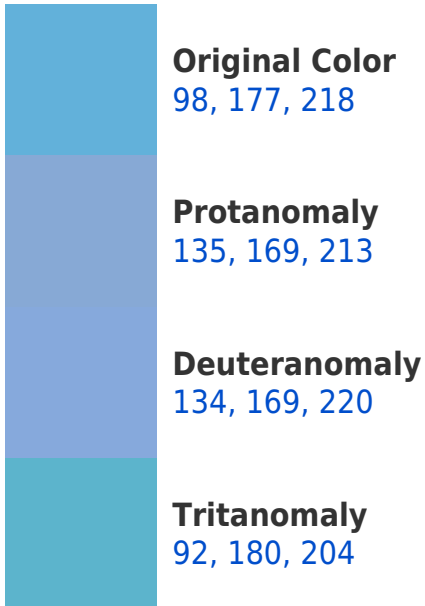 Original Color
98, 177, 218
Protanomaly
135, 169, 213
Deuteranomaly
134, 169, 220
Tritanomaly
92, 180, 204